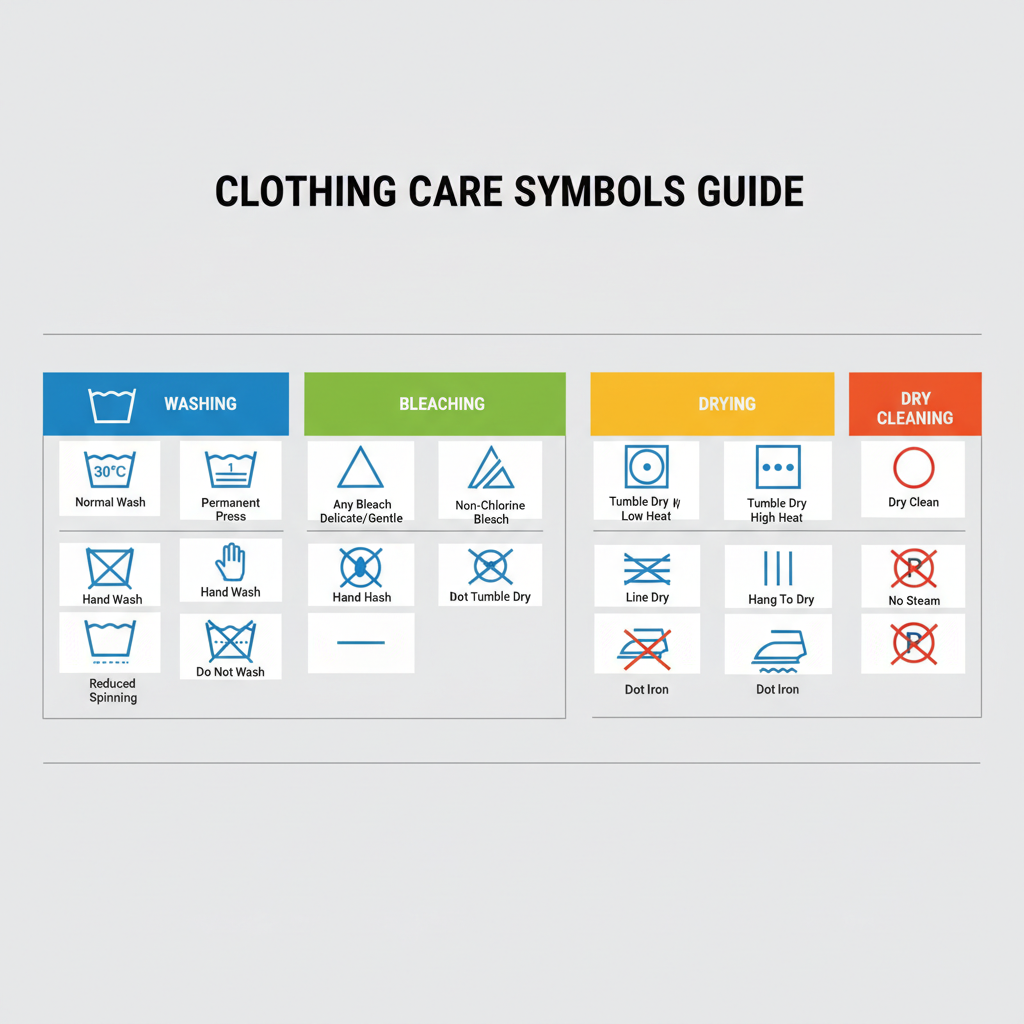 CLOTHING CARE SYMBOLS GUIDE
WASHING
BLEACHING
DRYING
DRY
CLEANING
30°C
Normal Wash
1
Permanent
Press
Any Bleach
Delicate/Gentle
Non-Chlorine
Bleach
Tumble Dry
Low Heat
Tumble Dry
High Heat
Dry Clean
Hand Wash
Hand Wash
Hand Hash
Dot Tumble Dry
Line Dry
Hang To Dry
P
No Steam
Reduced
Spinning
Do Not Wash
Dot Iron
Dot Iron
P